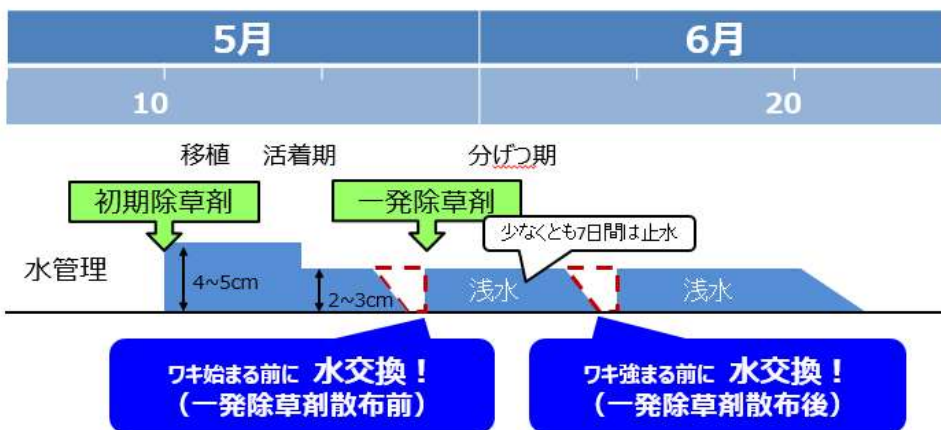 5月
6月
10
20
移植
活着期
分げつ期
初期除草剤
一発除草剤
少なくとも7日間は止水
水管理
4~5cm
2~3cm
浅水
浅水
ワキ始まる前に 水交換！
（一発除草剤散布前）
ワキ強まる前に 水交換！
（一発除草剤散布後）